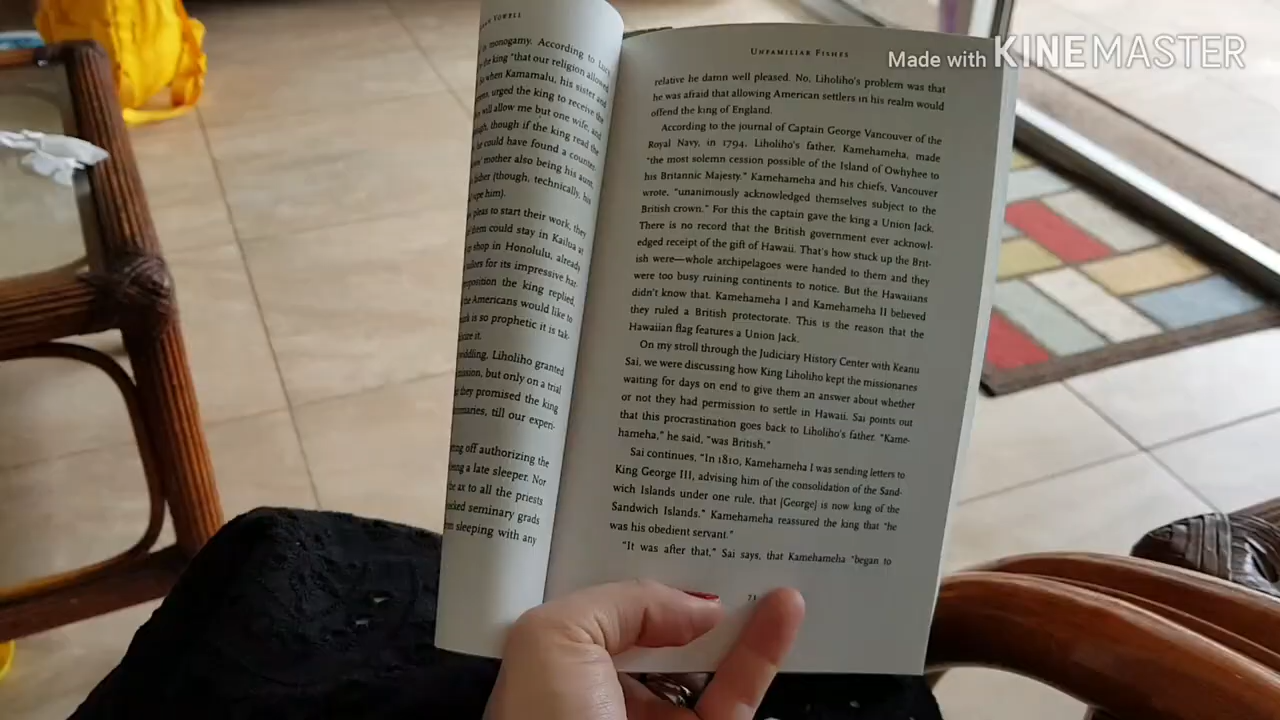 VOWELL
monogamy. According to Lucy
the king "that our religion allowed
when Kamamalu, his sister and
urged the king to receive the
will allow me but one wife, and
though if the king read the
could have found a counter
mother also being his aunt,
father (though, technically, his
pleas to start their work, they
them could stay in Kailua at
shop in Honolulu, already
for its impressive har-
the king replied,
Americans would like to
is so prophetic it is tak-
Liholiho granted
but only on a trial
they promised the king
till our experi-
off authorizing the
being a late sleeper. Nor
ax to all the priests
seminary grads
sleeping with any
UNFAMILIAR FISHES
relative he damn well pleased. No, Liholiho's problem was that
he was afraid that allowing American settlers in his realm would
offend the king of England.
According to the journal of Captain George Vancouver of the
Royal Navy, in 1794, Liholiho's father, Kamehameha, made
"the most solemn cession possible of the Island of Owhyhee to
his Britannic Majesty." Kamehameha and his chiefs, Vancouver
wrote, "unanimously acknowledged themselves subject to the
British crown." For this the captain gave the king a Union Jack.
There is no record that the British government ever acknowl-
edged receipt of the gift of Hawaii. That's how stuck up the Brit-
ish were—whole archipelagoes were handed to them and they
were too busy ruining continents to notice. But the Hawaiians
didn't know that. Kamehameha I and Kamehameha II believed
they ruled a British protectorate. This is the reason that the
Hawaiian flag features a Union Jack.
On my stroll through the Judiciary History Center with Keanu
Sai, we were discussing how King Liholiho kept the missionaries
waiting for days on end to give them an answer about whether
or not they had permission to settle in Hawaii. Sai points out
that this procrastination goes back to Liholiho's father. "Kame-
hameha," he said, "was British."
Sai continues, "In 1810, Kamehameha I was sending letters to
King George III, advising him of the consolidation of the Sand-
wich Islands under one rule, that [George] is now king of the
Sandwich Islands." Kamehameha reassured the king that "he
was his obedient servant."
"It was after that," Sai says, that Kamehameha "began to
Made with KINEMASTER